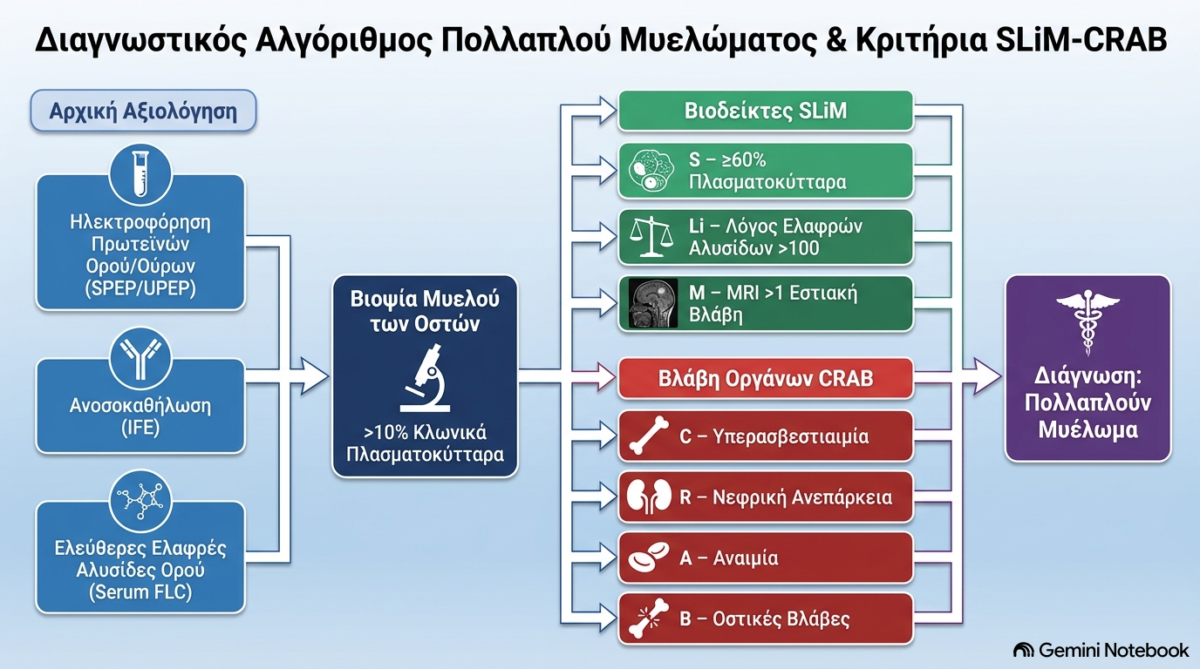 Διαγνωστικός Αλγόριθμος Πολλαπλού Μυελώματος & Κριτήρια SLiM-CRAB
Αρχική Αξιολόγηση
Ηλεκτροφόρηση
Πρωτεϊνών
Ορού/Ούρων
(SPEP/UPEP)
Ανοσοκαθήλωση
(IFE)
Ελεύθερες Ελαφρές
Αλυσίδες Ορού
(Serum FLC)
Βιοψία Μυελού
των Οστών
>10% Κλωνικά
Πλασματοκύτταρα
Βιοδείκτες SLiM
S – ≥60%
Πλασματοκύτταρα
Li – Λόγος Ελαφρών
Αλυσίδων >100
M – MRI >1 Εστιακή
Βλάβη
Βλάβη Οργάνων CRAB
C – Υπερασβεστιαιμία
R – Νεφρική Ανεπάρκεια
A – Αναιμία
B – Οστικές Βλάβες
Διάγνωση:
Πολλαπλούν
Μυέλωμα
Gemini Notebook